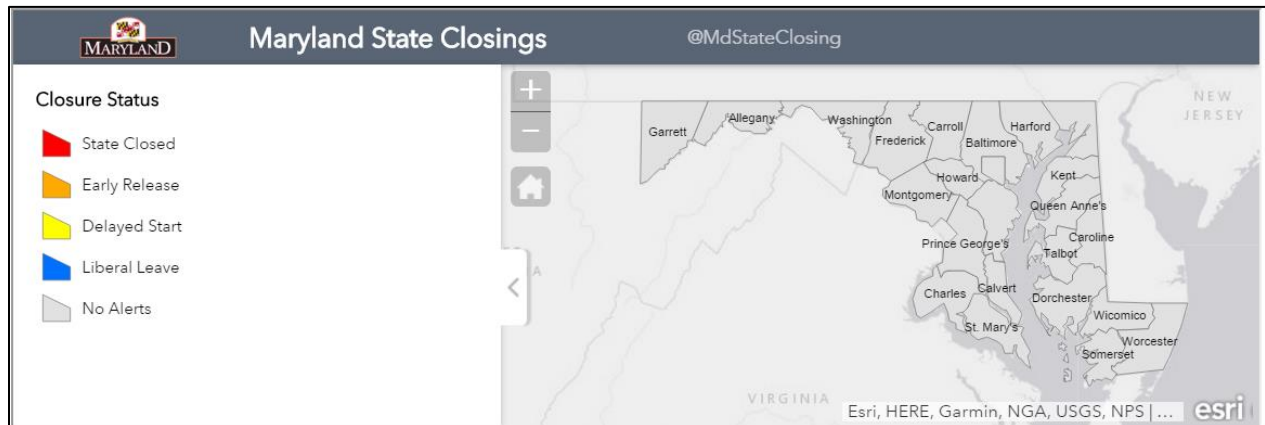 MARYLAND
Maryland State Closings
@MdStateClosing
Closure Status
State Closed
Early Release
Delayed Start
Liberal Leave
No Alerts
+
−
<
NEW
JERSEY
Garrett
Allegany
Washington
Frederick
Carroll
Baltimore
Harford
Howard
Montgomery
Kent
Queen Anne's
Prince George's
Caroline
Talbot
Charles
Calvert
Dorchester
St. Mary's
Wicomico
Worcester
Somerset
A
VIRGINIA
Esri, HERE, Garmin, NGA, USGS, NPS | ...
esri